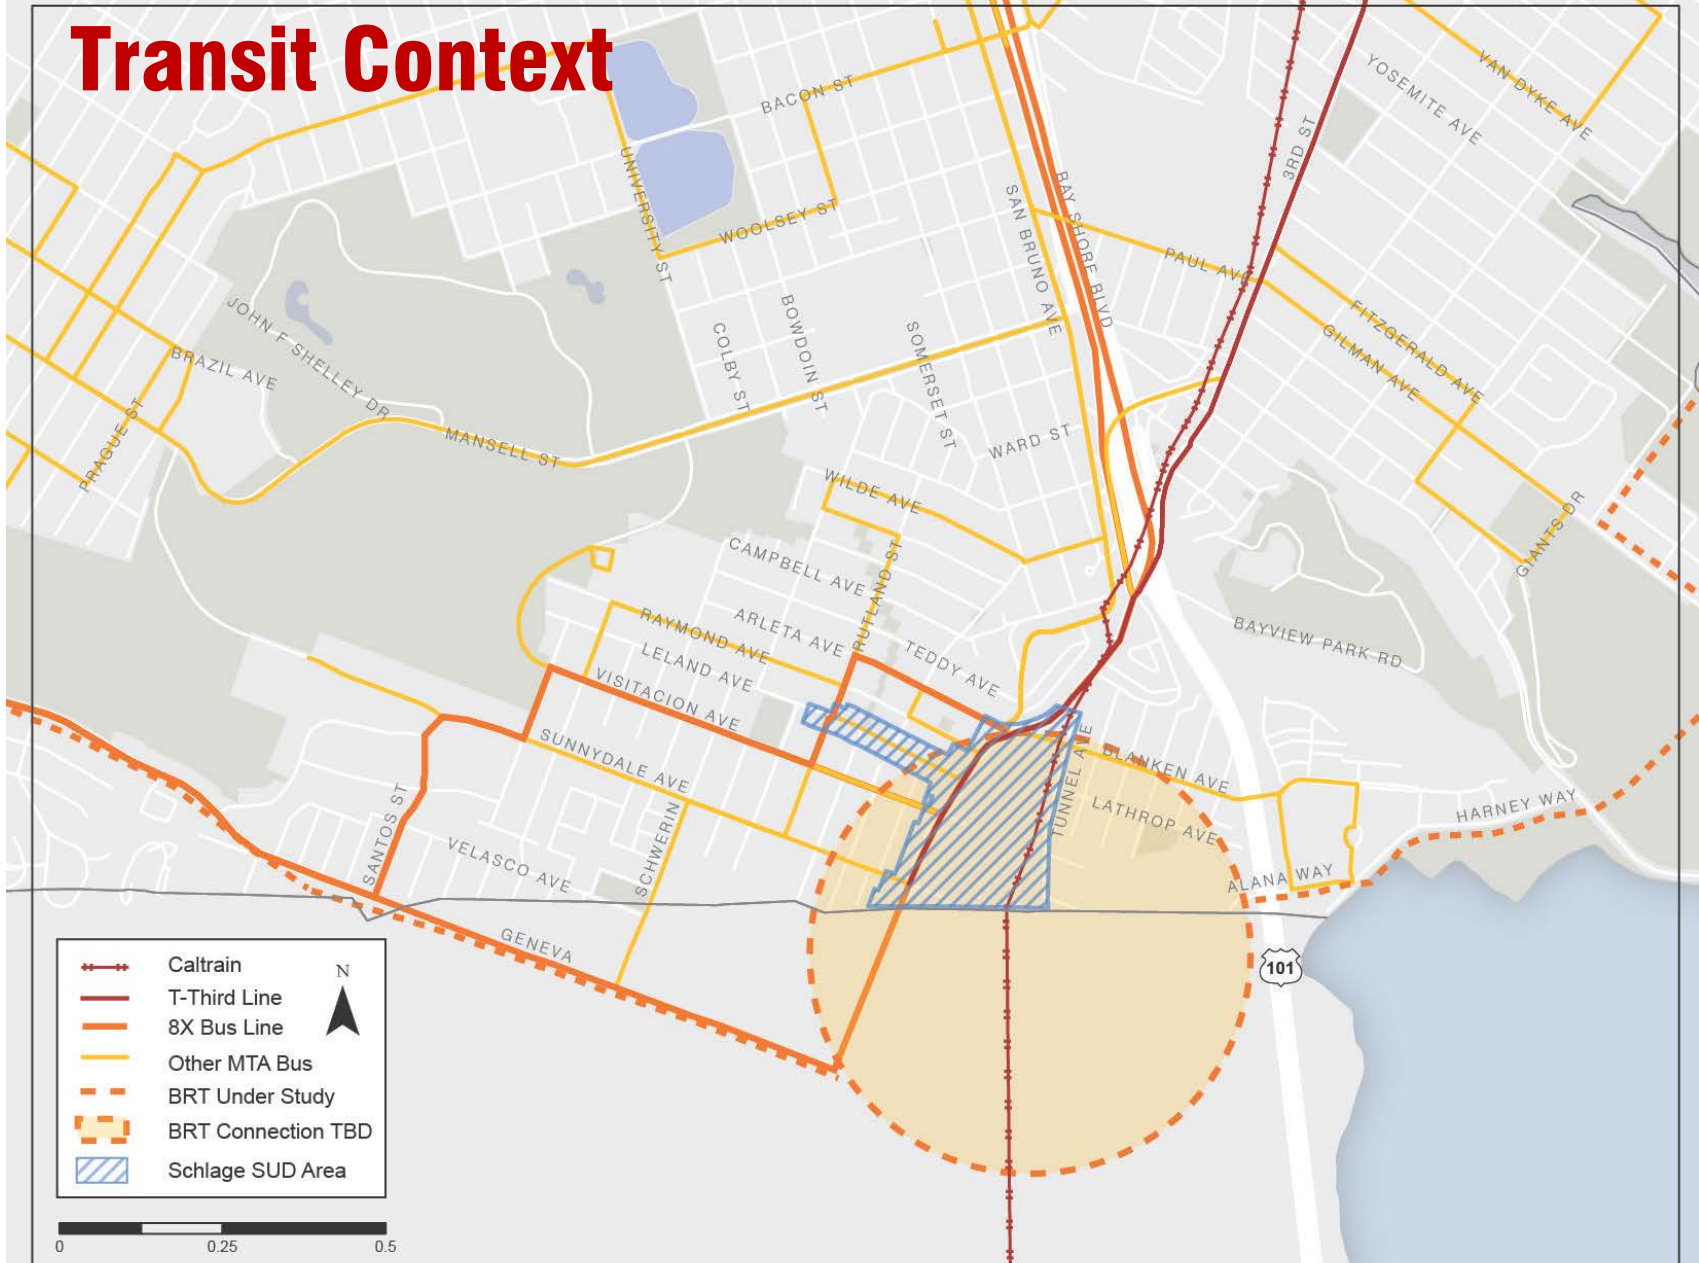 Transit Context
BACON ST
YOSEMITE AVE
VAN DYKE AVE
3RD ST
UNIVERSITY ST
WOOLSEY ST
SAN BRUNO AVE
BAY SHORE BLVD
PAUL AVE
FITZGERALD AVE
GILMAN AVE
JOHN F SHELLEY DR
BRAZIL AVE
PRAGUE ST
COLBY ST
BOWDOIN ST
SOMERSET ST
MANSELL ST
WARD ST
WILDE AVE
GIANTS DR
CAMPBELL AVE
RUTLAND ST
ARLETA AVE
RAYMOND AVE
LELAND AVE
TEDDY AVE
BAYVIEW PARK RD
VISITACION AVE
SUNNYDALE AVE
TUNNEL AVE
BLANKEN AVE
LATHROP AVE
HARNEY WAY
SANTOS ST
VELASCO AVE
SCHWERIN
ALANA WAY
GENEVA
101
Caltrain
N
T-Third Line
8X Bus Line
Other MTA Bus
BRT Under Study
BRT Connection TBD
Schlage SUD Area
0 0.25 0.5